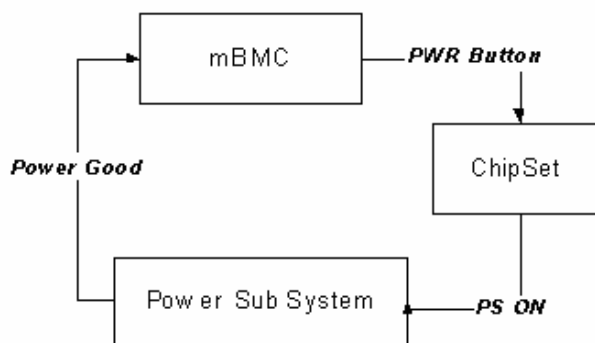 mBMC
PWR Button
Power Good
ChipSet
Power Sub System
PS ON